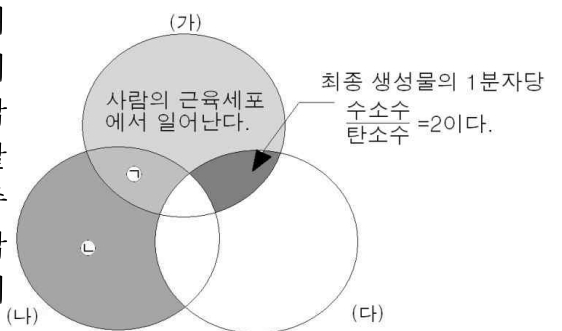 (가)
사람의 근육세포
에서 일어난다.
최종 생성물의 1분자당
수소수
탄소수 =2이다.
ㄱ
ㄴ
(나)
(다)